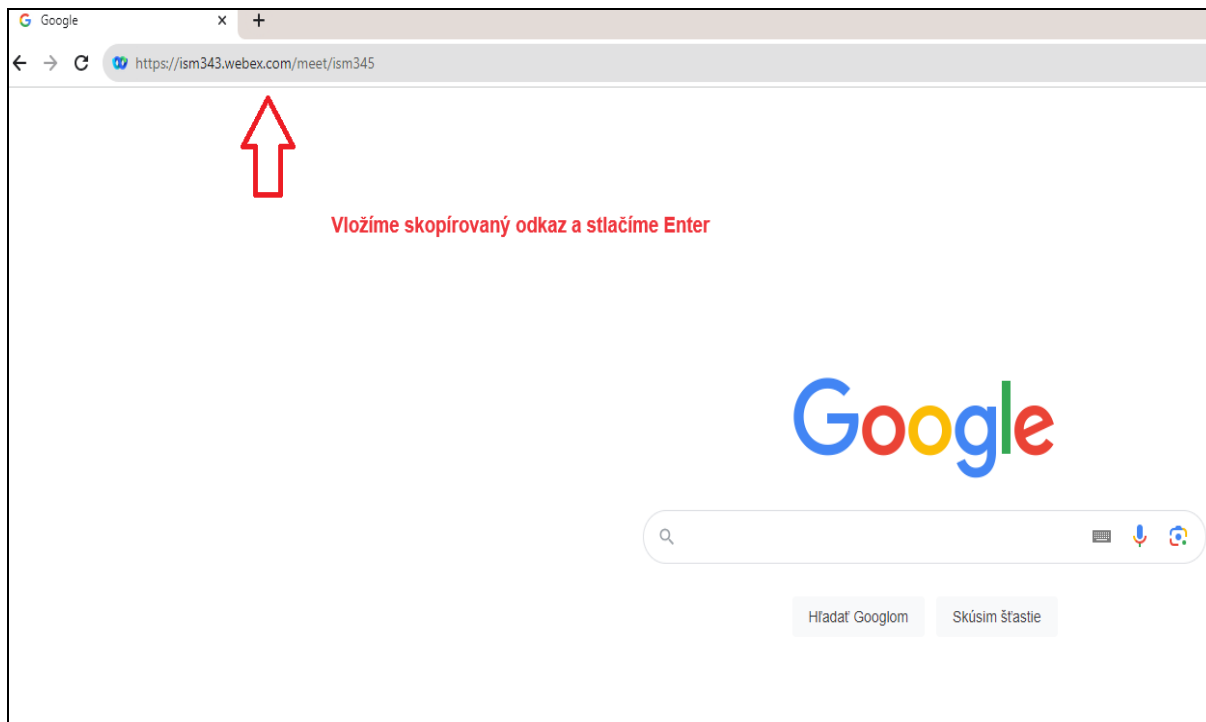 Google
https://ism343.webex.com/meet/ism345
Vložíme skopírovaný odkaz a stlačíme Enter
Google
Hľadať Googlom
Skúsim šťastie